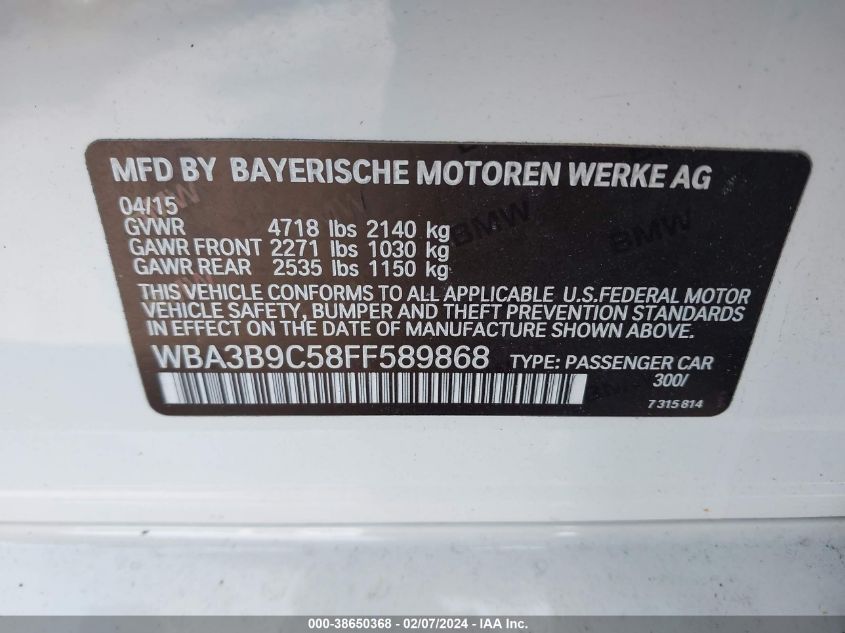 MFD BY BAYERISCHE MOTOREN WERKE AG
04/15
GVWR 4718 lbs 2140 kg
GAWR FRONT 2271 lbs 1030 kg
GAWR REAR 2535 lbs 1150 kg
THIS VEHICLE CONFORMS TO ALL APPLICABLE U.S.FEDERAL MOTOR
VEHICLE SAFETY, BUMPER AND THEFT PREVENTION STANDARDS
IN EFFECT ON THE DATE OF MANUFACTURE SHOWN ABOVE.
WBA3B9C58FF589868 TYPE: PASSENGER CAR
300/
7315814
BMW
BMW
000-38650368 - 02/07/2024 - IAA Inc.